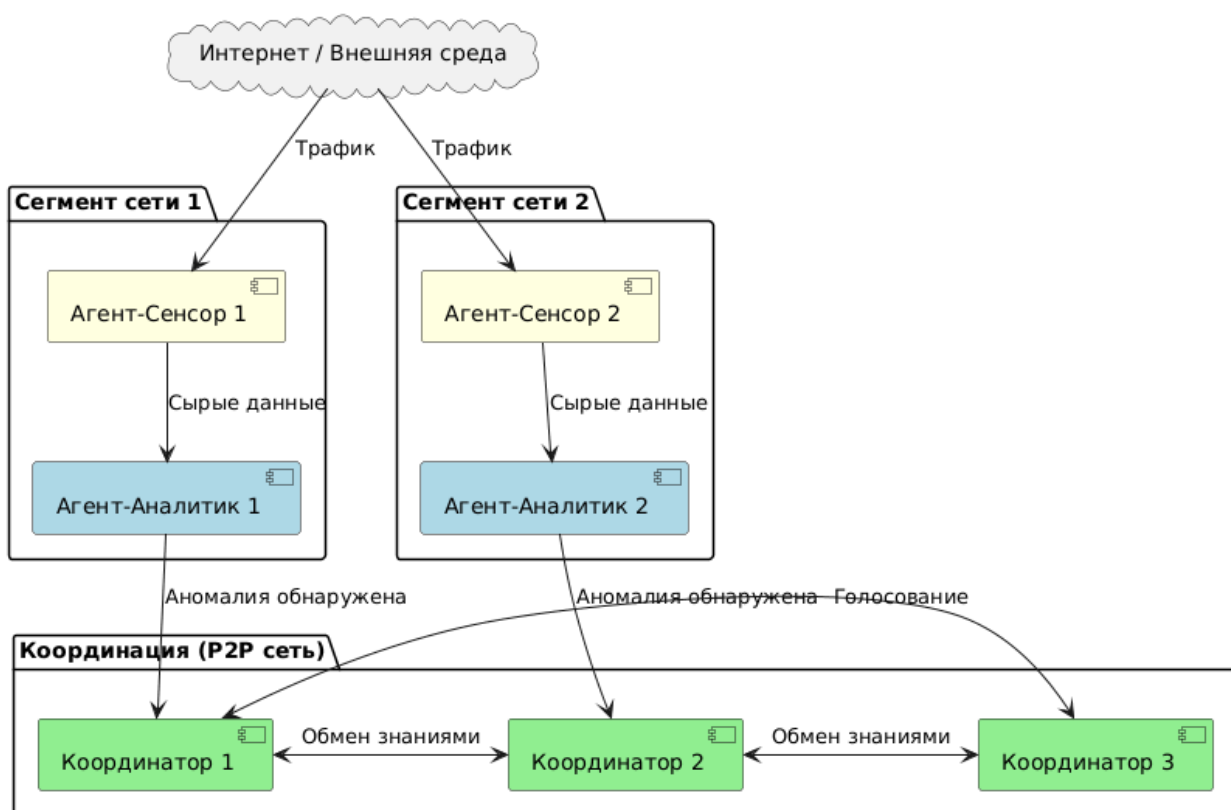 Интернет / Внешняя среда
Трафик
Трафик
Сегмент сети 1
Сегмент сети 2
Агент-Сенсор 1
Агент-Сенсор 2
Сырые данные
Сырые данные
Агент-Аналитик 1
Агент-Аналитик 2
Аномалия обнаружена
Аномалия обнаружена
Голосование
Координация (P2P сеть)
Обмен знаниями
Обмен знаниями
Координатор 1
Координатор 2
Координатор 3